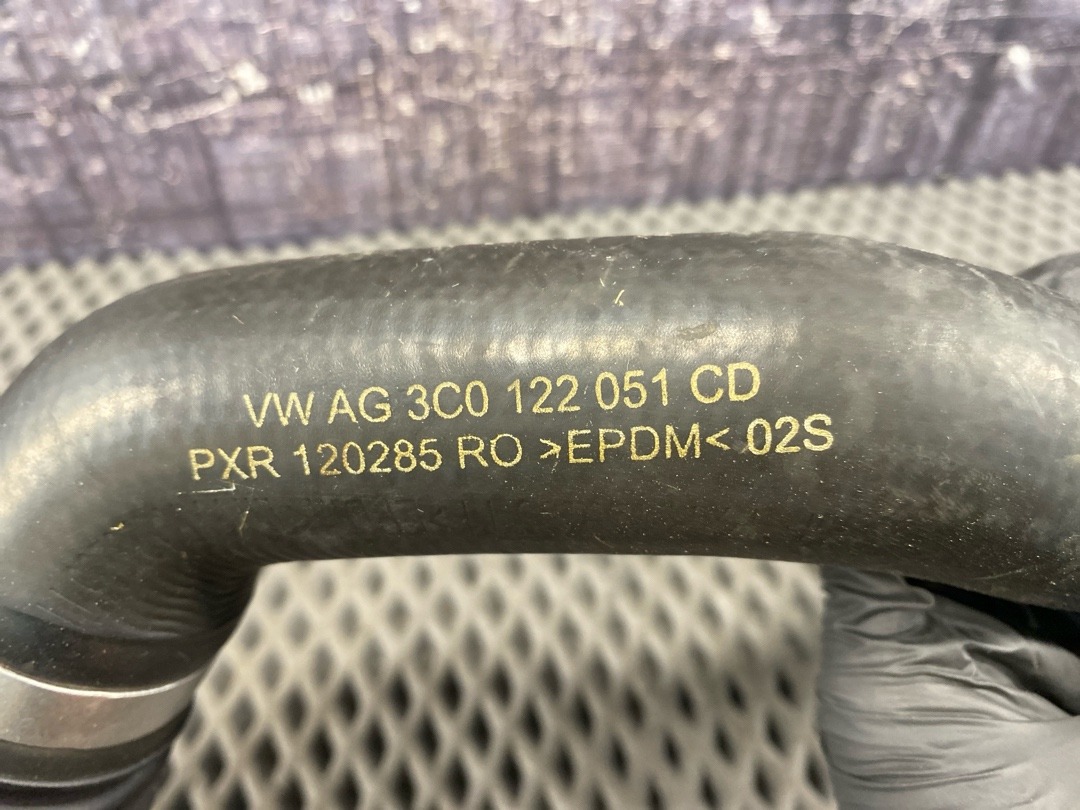 VW AG 3C0 122 051 CD
PXR 120285 RO >EPDM< 02S